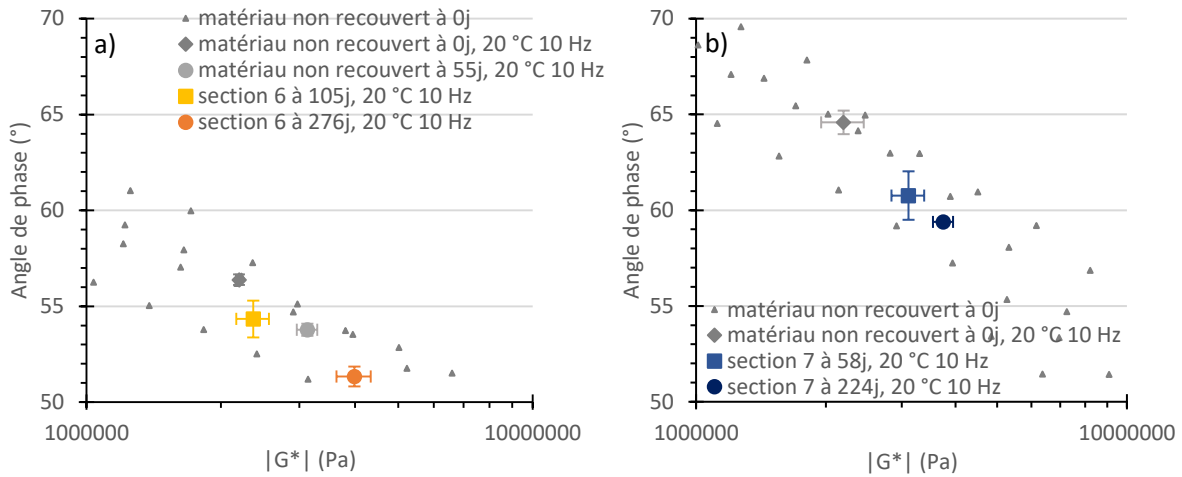 a)
matériau non recouvert à 0j
matériau non recouvert à 0j, 20 °C 10 Hz
matériau non recouvert à 55j, 20 °C 10 Hz
section 6 à 105j, 20 °C 10 Hz
section 6 à 276j, 20 °C 10 Hz
70
65
60
55
50
Angle de phase (°)
1000000
10000000
|G*| (Pa)
b)
70
65
60
55
50
Angle de phase (°)
matériau non recouvert à 0j
matériau non recouvert à 0j, 20 °C 10 Hz
section 7 à 58j, 20 °C 10 Hz
section 7 à 224j, 20 °C 10 Hz
1000000
10000000
|G*| (Pa)